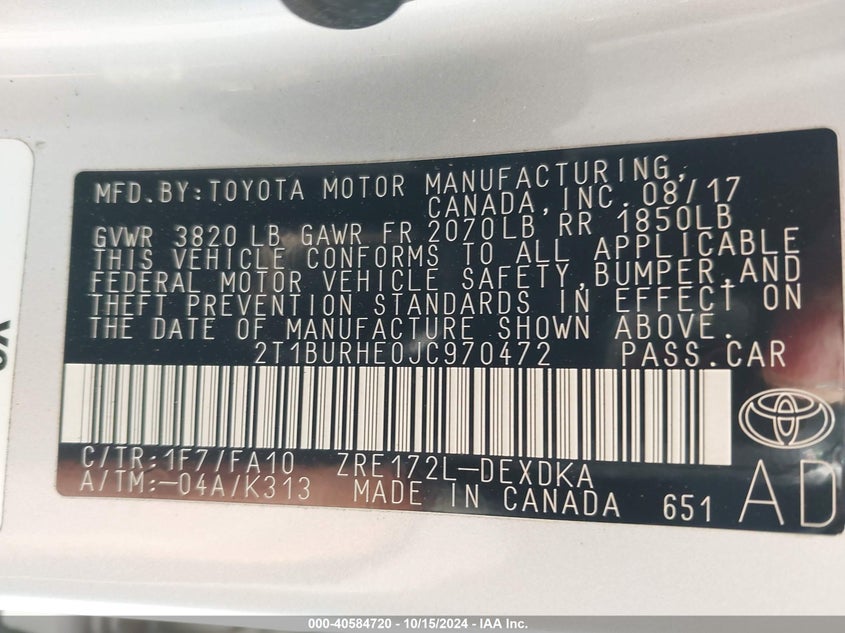 MFD.BY:TOYOTA MOTOR MANUFACTURING,
CANADA,INC. 08/17
GVWR 3820 LB GAWR FR 2070LB RR 1850LB
THIS VEHICLE CONFORMS TO ALL APPLICABLE
FEDERAL MOTOR VEHICLE SAFETY,BUMPER,AND
THEFT PREVENTION STANDARDS IN EFFECT ON
THE DATE OF MANUFACTURE SHOWN ABOVE.
2T1BURHE0JC970472 PASS.CAR
C/TR:1F7/FA10 ZRE172L-DEXDKA
A/TM:-04A/K313 MADE IN CANADA 651
AD
000-40584720 - 10/15/2024 - IAA Inc.